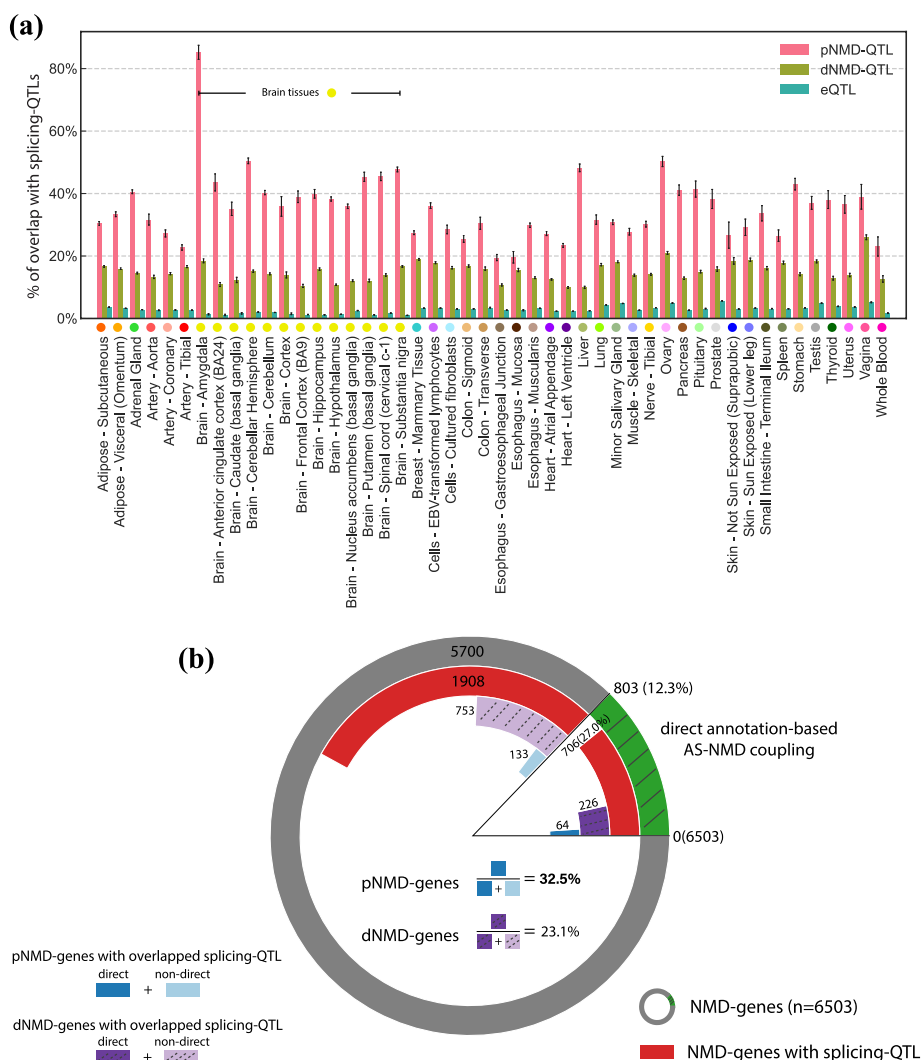 (a)
% of overlap with splicing-QTLs
80%
60%
40%
20%
0%
Brain tissues
pNMD-QTL
dNMD-QTL
eQTL
Adipose - Subcutaneous
Adipose - Visceral (Omentum)
Adrenal Gland
Artery - Aorta
Artery - Coronary
Artery - Tibial
Brain - Amygdala
Brain - Anterior cingulate cortex (BA24)
Brain - Caudate (basal ganglia)
Brain - Cerebellar Hemisphere
Brain - Cerebellum
Brain - Cortex
Brain - Frontal Cortex (BA9)
Brain - Hippocampus
Brain - Hypothalamus
Brain - Nucleus accumbens (basal ganglia)
Brain - Putamen (basal ganglia)
Brain - Spinal cord (cervical c-1)
Brain - Substantia nigra
Breast - Mammary Tissue
Cells - EBV-transformed lymphocytes
Cells - Cultured fibroblasts
Colon - Sigmoid
Colon - Transverse
Esophagus - Gastroesophageal Junction
Esophagus - Mucosa
Esophagus - Muscularis
Heart - Atrial Appendage
Heart - Left Ventricle
Liver
Lung
Minor Salivary Gland
Muscle - Skeletal
Nerve - Tibial
Ovary
Pancreas
Pituitary
Prostate
Skin - Not Sun Exposed (Suprapubic)
Skin - Sun Exposed (Lower leg)
Small Intestine - Terminal Ileum
Spleen
Stomach
Testis
Thyroid
Uterus
Vagina
Whole Blood
(b)
5700
1908
753
133
803 (12.3%)
706(27.0%)
direct annotation-based
AS-NMD coupling
226
64
0(6503)
pNMD-genes
+
= 32.5%
dNMD-genes
+
= 23.1%
pNMD-genes with overlapped splicing-QTL
direct non-direct
+
dNMD-genes with overlapped splicing-QTL
direct non-direct
+
NMD-genes (n=6503)
NMD-genes with splicing-QTL